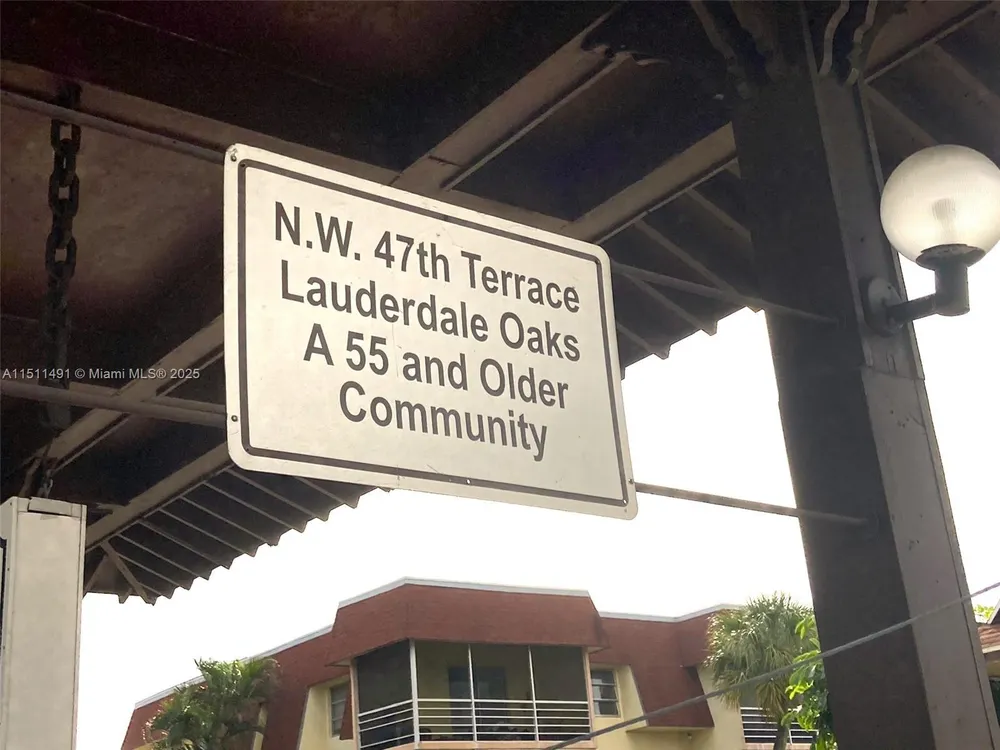 N.W. 47th Terrace
Lauderdale Oaks
A 55 and Older
Community
A11511491 © Miami MLS® 2025